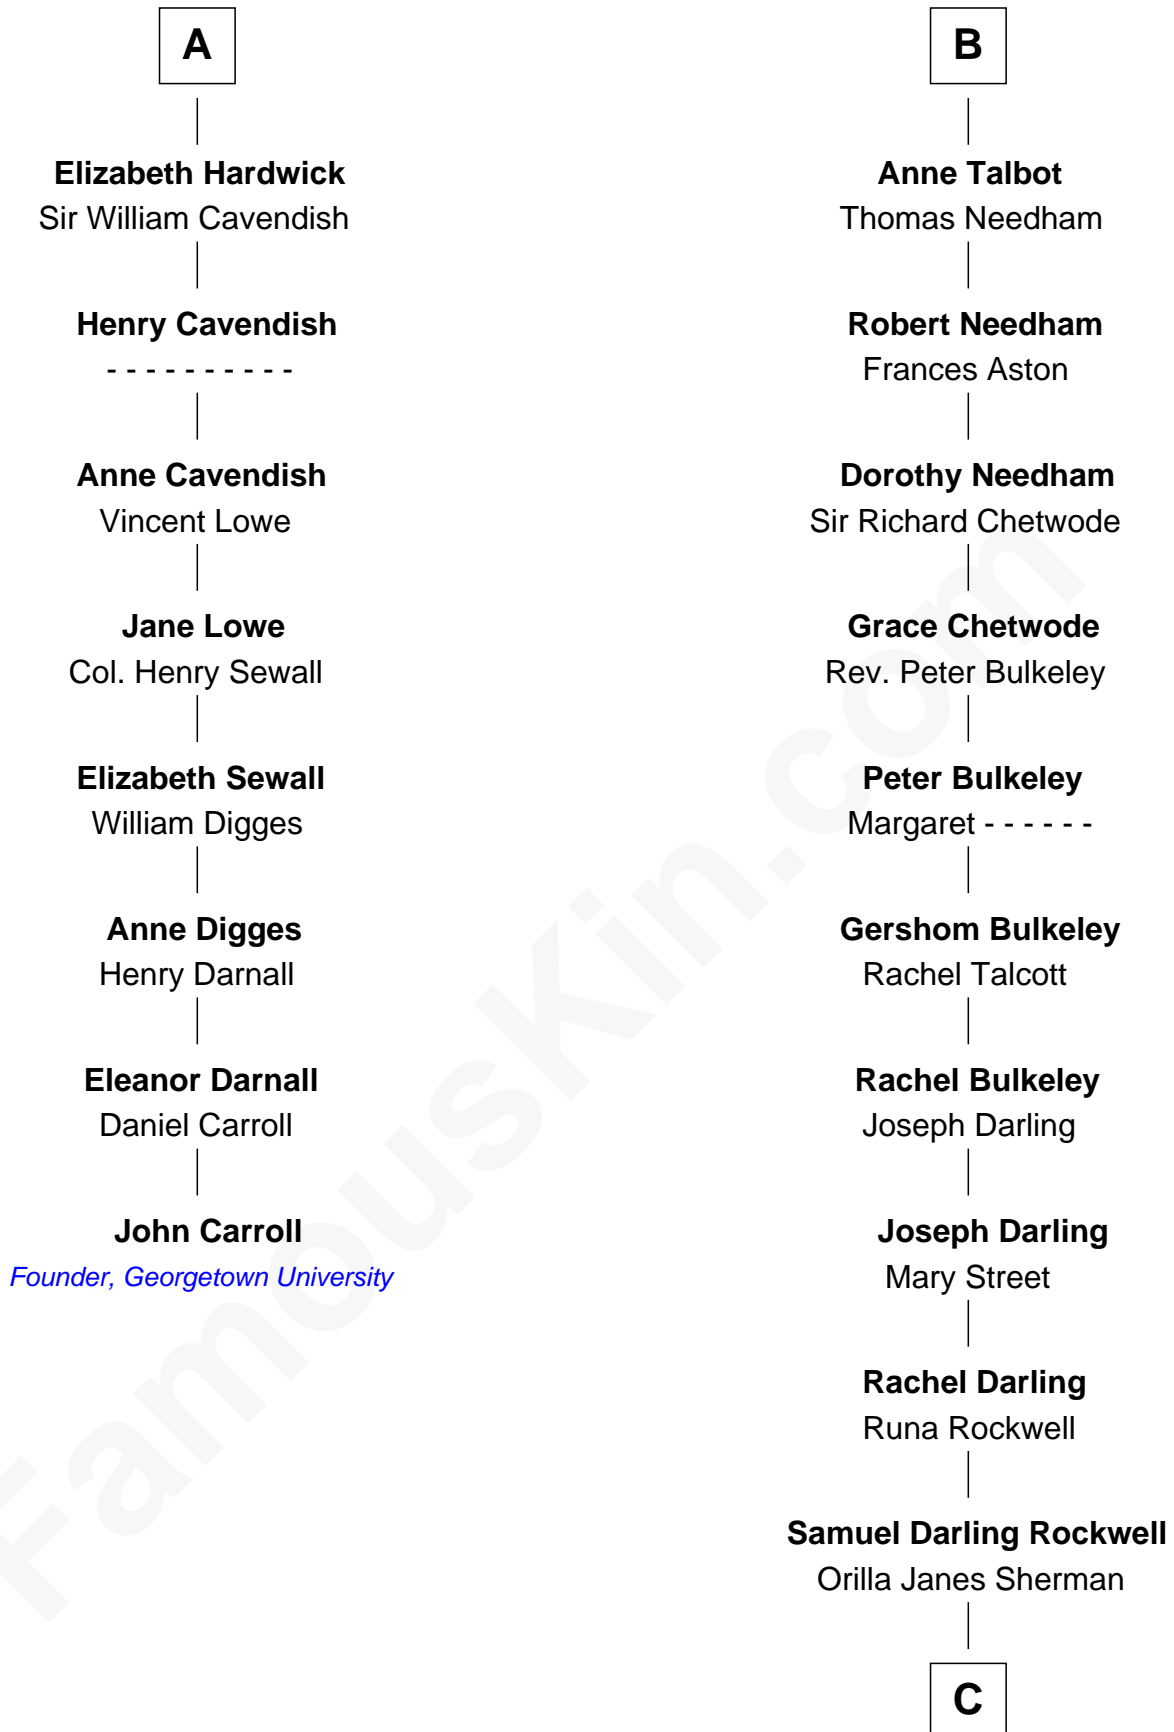 A
Elizabeth Hardwick
Sir William Cavendish
Henry Cavendish
- - - - - - - - - -
Anne Cavendish
Vincent Lowe
Jane Lowe
Col. Henry Sewall
Elizabeth Sewall
William Digges
Anne Digges
Henry Darnall
Eleanor Darnall
Daniel Carroll
John Carroll
Founder, Georgetown University
B
Anne Talbot
Thomas Needham
Robert Needham
Frances Aston
Dorothy Needham
Sir Richard Chetwode
Grace Chetwode
Rev. Peter Bulkeley
Peter Bulkeley
Margaret - - - - - -
Gershom Bulkeley
Rachel Talcott
Rachel Bulkeley
Joseph Darling
Joseph Darling
Mary Street
Rachel Darling
Runa Rockwell
Samuel Darling Rockwell
Orilla Janes Sherman
C
FamousKin.com